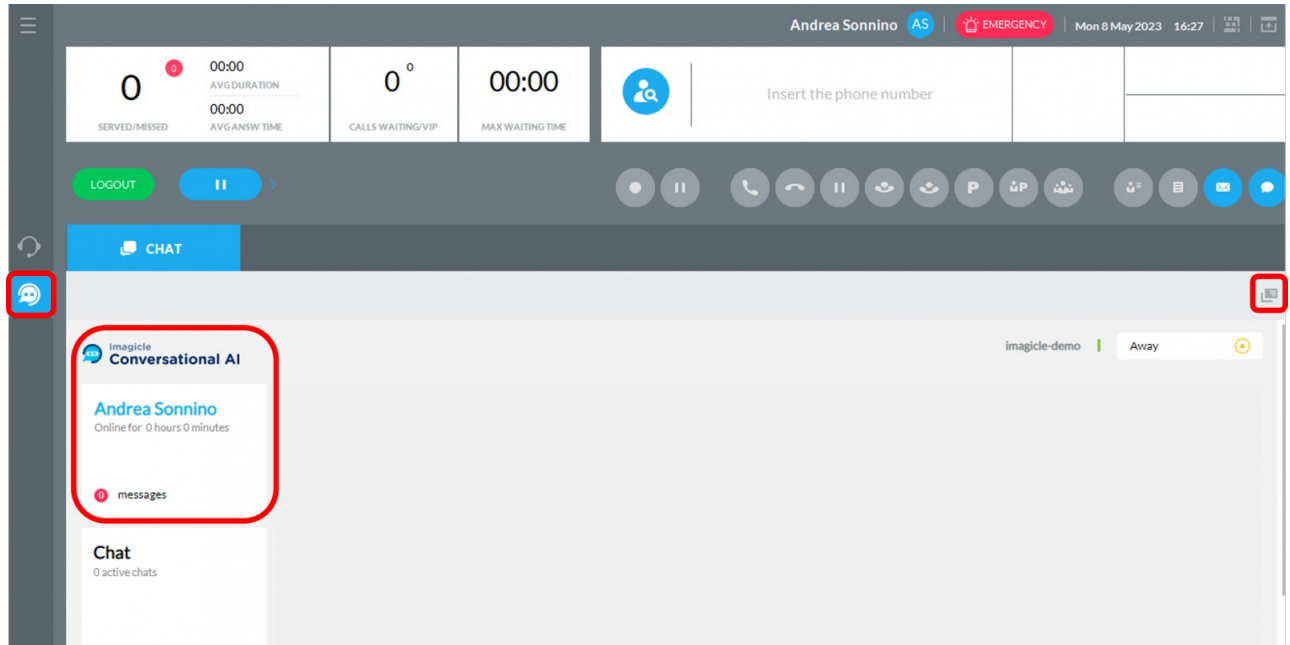 Andrea Sonnino AS EMERGENCY Mon 8 May 2023 16:27
0 0
SERVED/MISSED
00:00
AVG DURATION
00:00
AVG ANSW TIME
0 0
CALLS WAITING/VIP
00:00
MAX WAITING TIME
Insert the phone number
LOGOUT
P P
CHAT
imagicle
Conversational AI
imagicle-demo Away
Andrea Sonnino
Online for 0 hours 0 minutes
0 messages
Chat
0 active chats